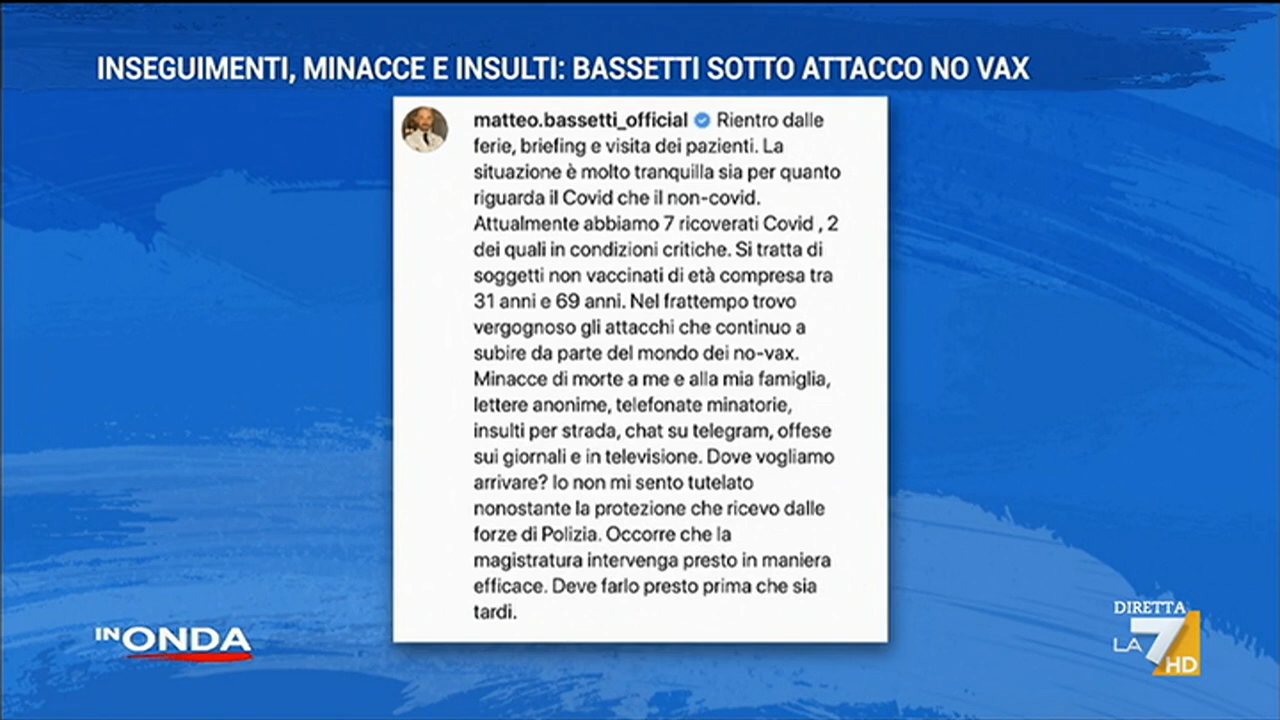 INSEGUIMENTI, MINACCE E INSULTI: BASSETTI SOTTO ATTACCO NO VAX
matteo.bassetti_official Rientro dalle
ferie, briefing e visita dei pazienti. La
situazione è molto tranquilla sia per quanto
riguarda il Covid che il non-covid.
Attualmente abbiamo 7 ricoverati Covid , 2
dei quali in condizioni critiche. Si tratta di
soggetti non vaccinati di età compresa tra
31 anni e 69 anni. Nel frattempo trovo
vergognoso gli attacchi che continuo a
subire da parte del mondo dei no-vax.
Minacce di morte a me e alla mia famiglia,
lettere anonime, telefonate minatorie,
insulti per strada, chat su telegram, offese
sui giornali e in televisione. Dove vogliamo
arrivare? Io non mi sento tutelato
nonostante la protezione che ricevo dalle
forze di Polizia. Occorre che la
magistratura intervenga presto in maniera
efficace. Deve farlo presto prima che sia
tardi.
IN ONDA
DIRETTA
LA 7 HD